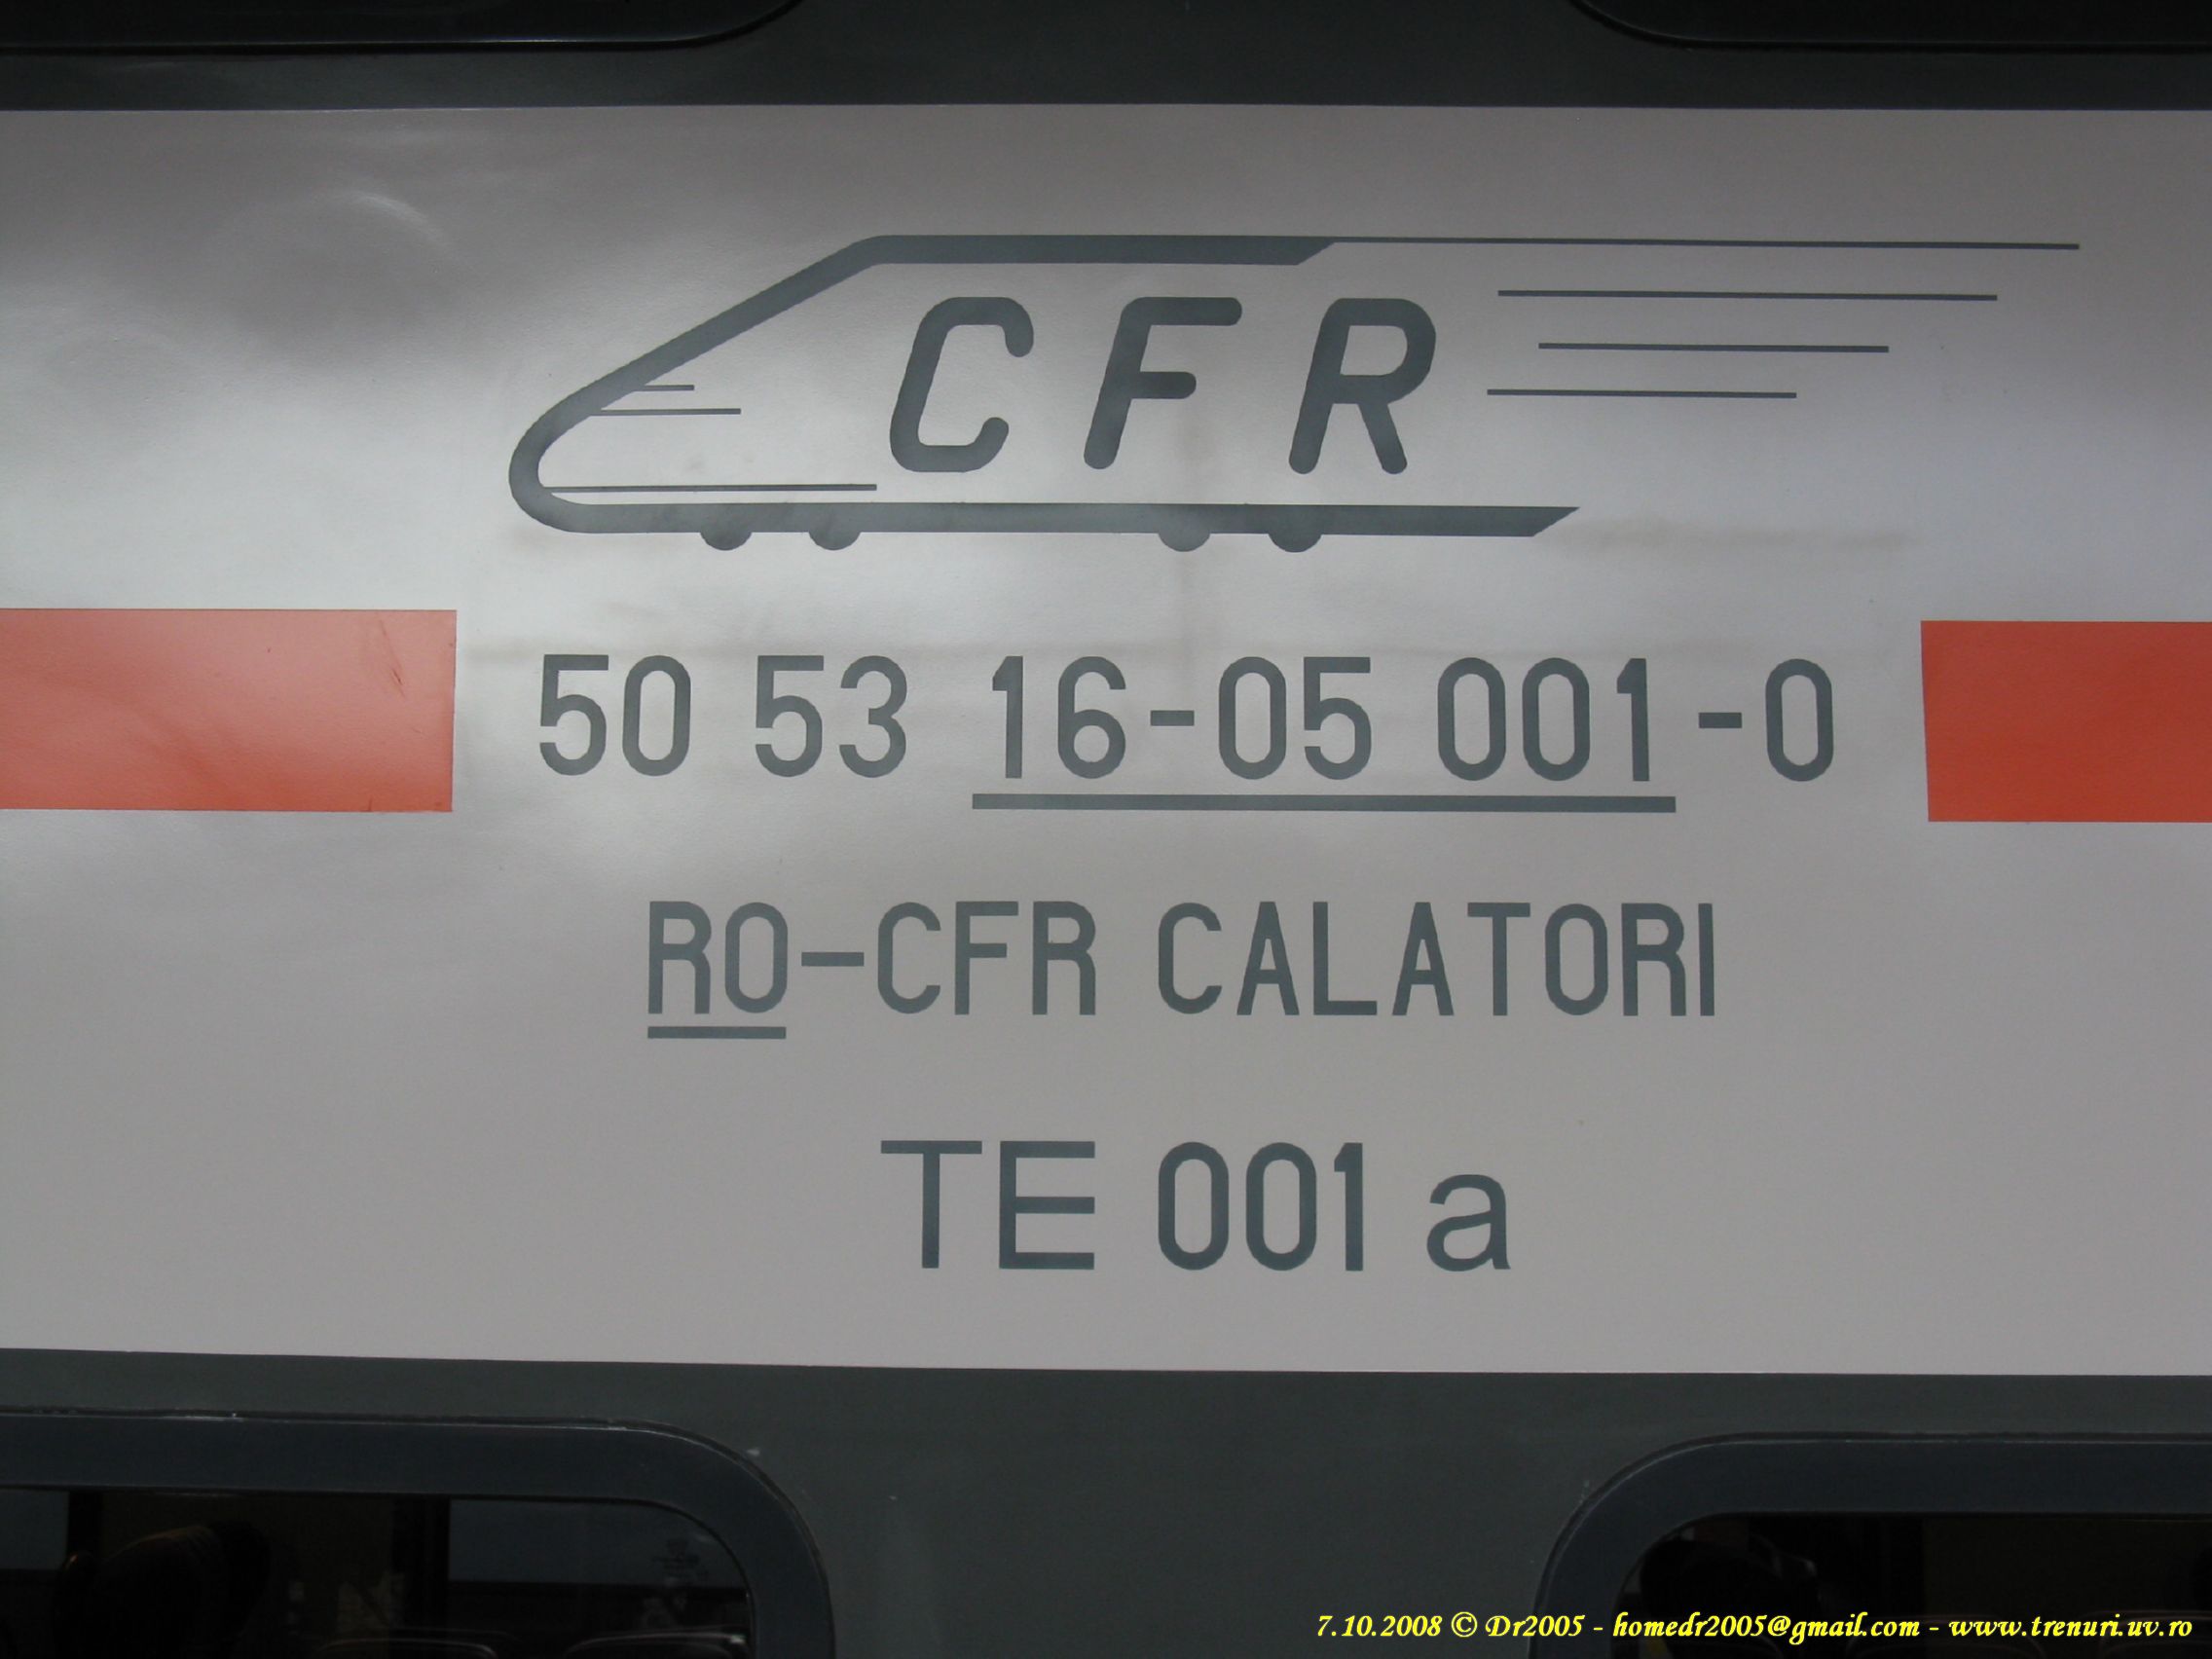 CFR
50 53 16-05 001-0
RO-CFR CALATORI
TE 001 a
7.10.2008 © Dr2005 - homedr2005@gmail.com - www.trenuri.uv.ro